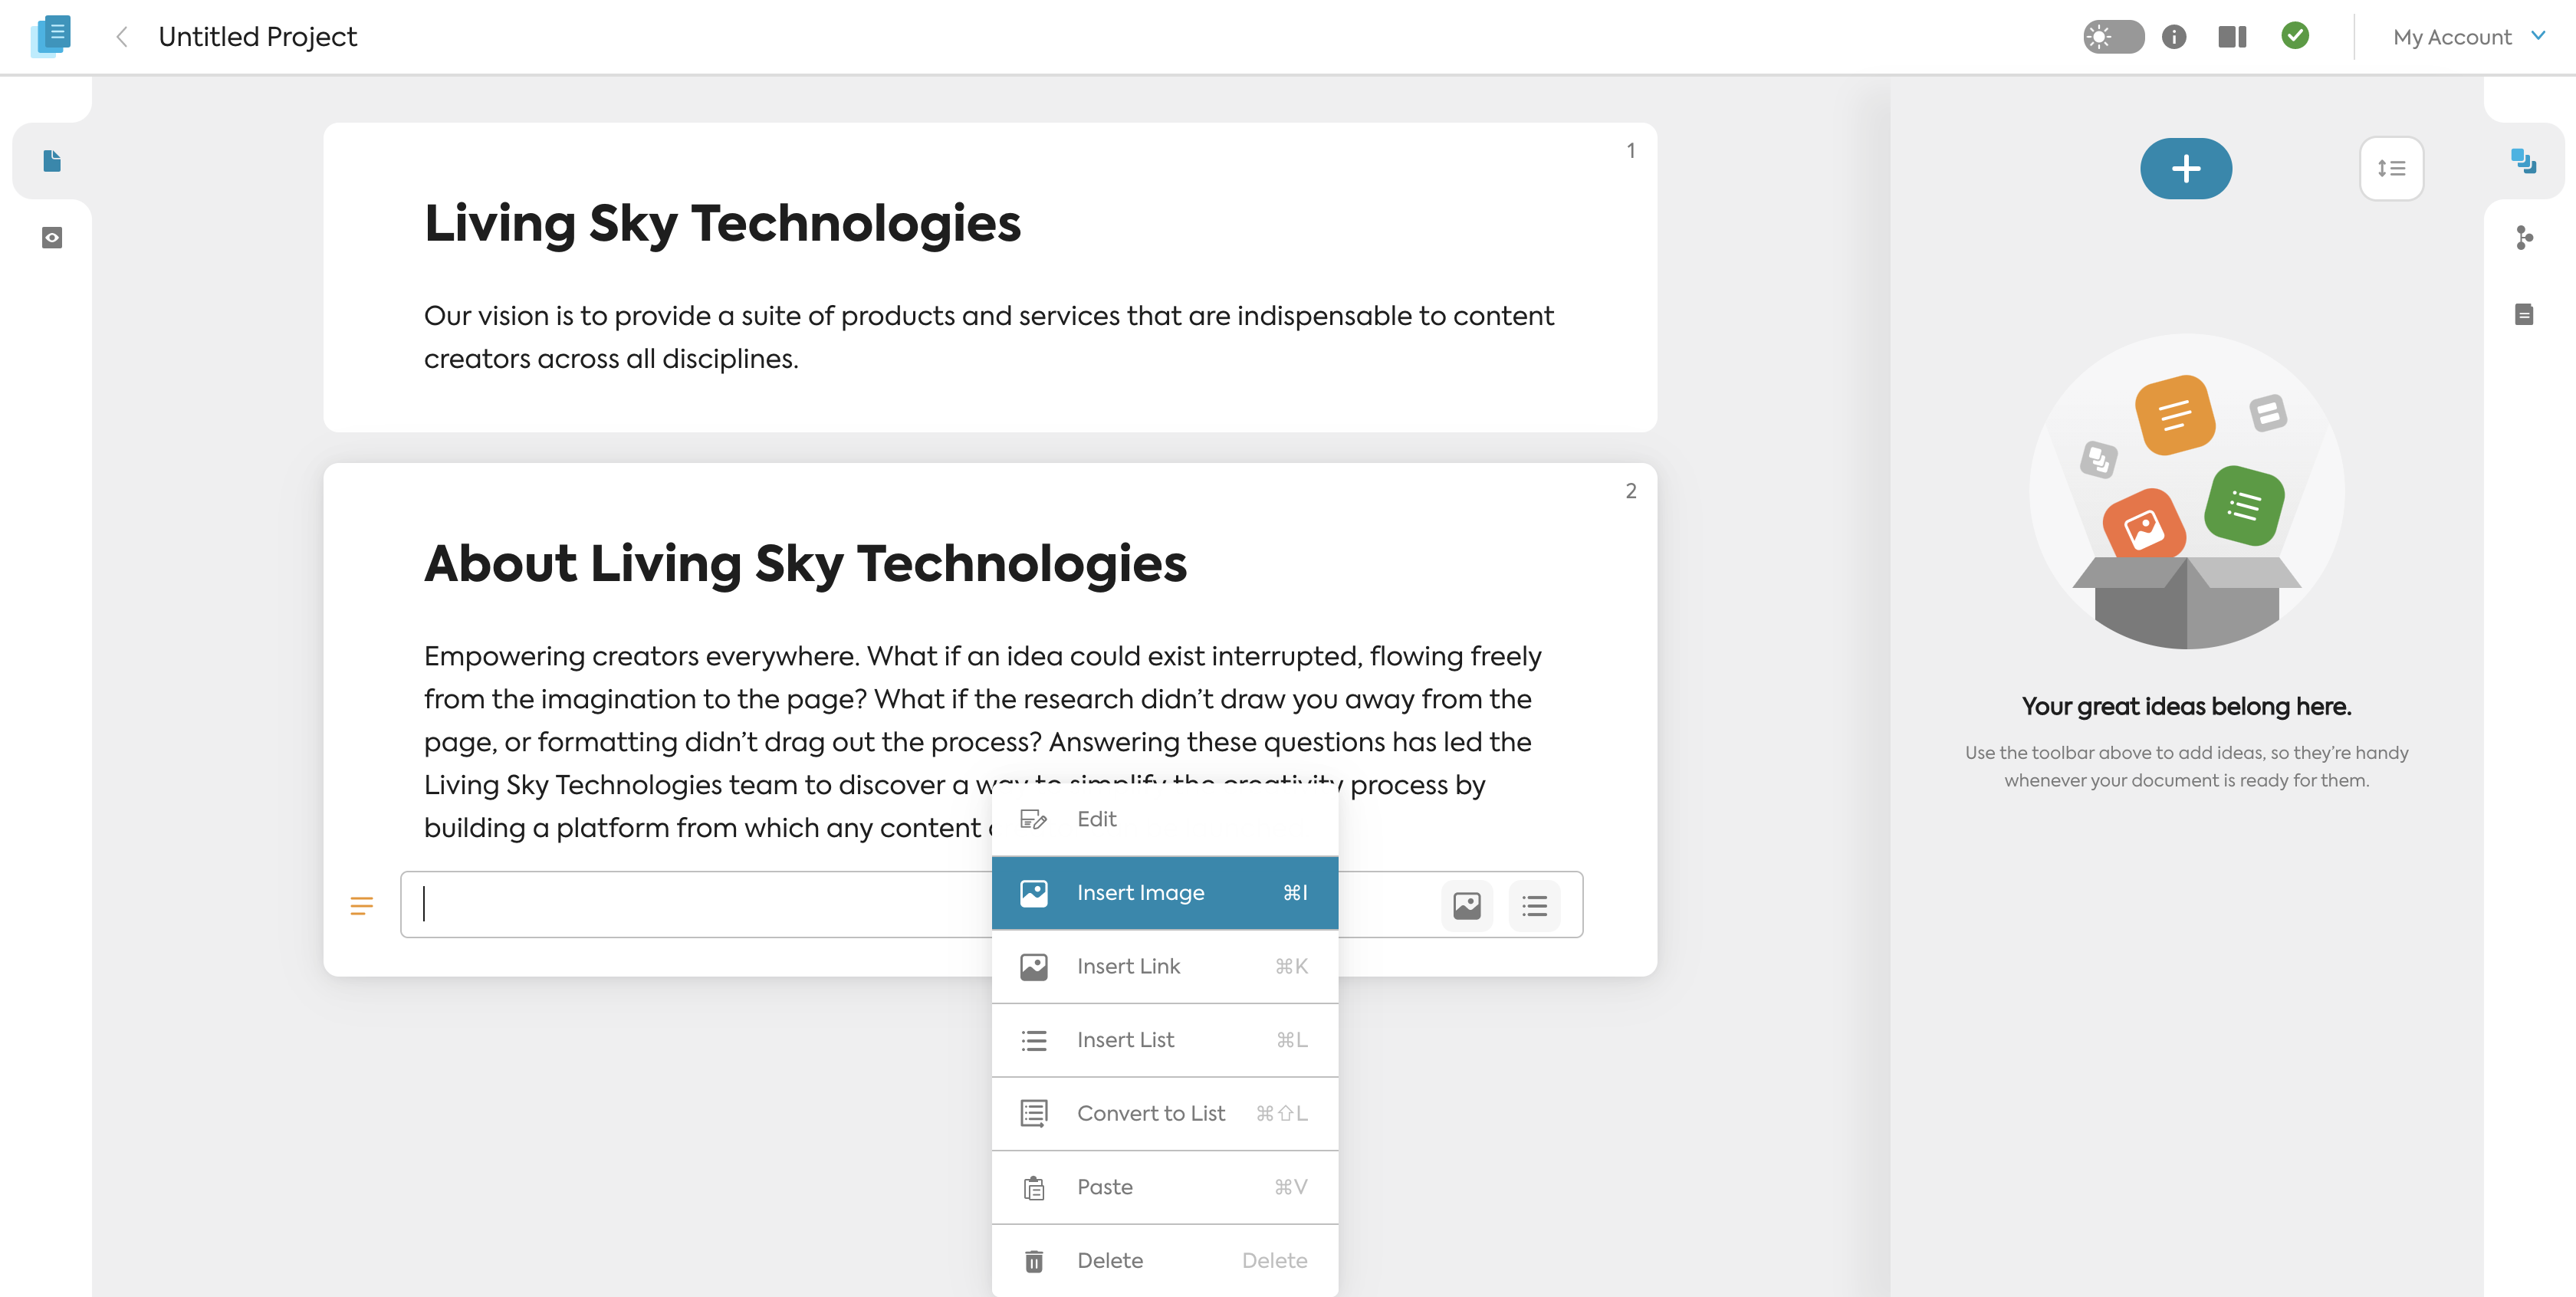 Untitled Project
My Account
1
Living Sky Technologies
Our vision is to provide a suite of products and services that are indispensable to content
creators across all disciplines.
2
About Living Sky Technologies
Empowering creators everywhere. What if an idea could exist interrupted, flowing freely
from the imagination to the page? What if the research didn’t draw you away from the
page, or formatting didn’t drag out the process? Answering these questions has led the
Living Sky Technologies team to discover a way to simplify the creativity process by
building a platform from which any content
Edit
Insert Image ⌘I
Insert Link ⌘K
Insert List ⌘L
Convert to List ⌘⇧L
Paste ⌘V
Delete Delete
Your great ideas belong here.
Use the toolbar above to add ideas, so they’re handy
whenever your document is ready for them.